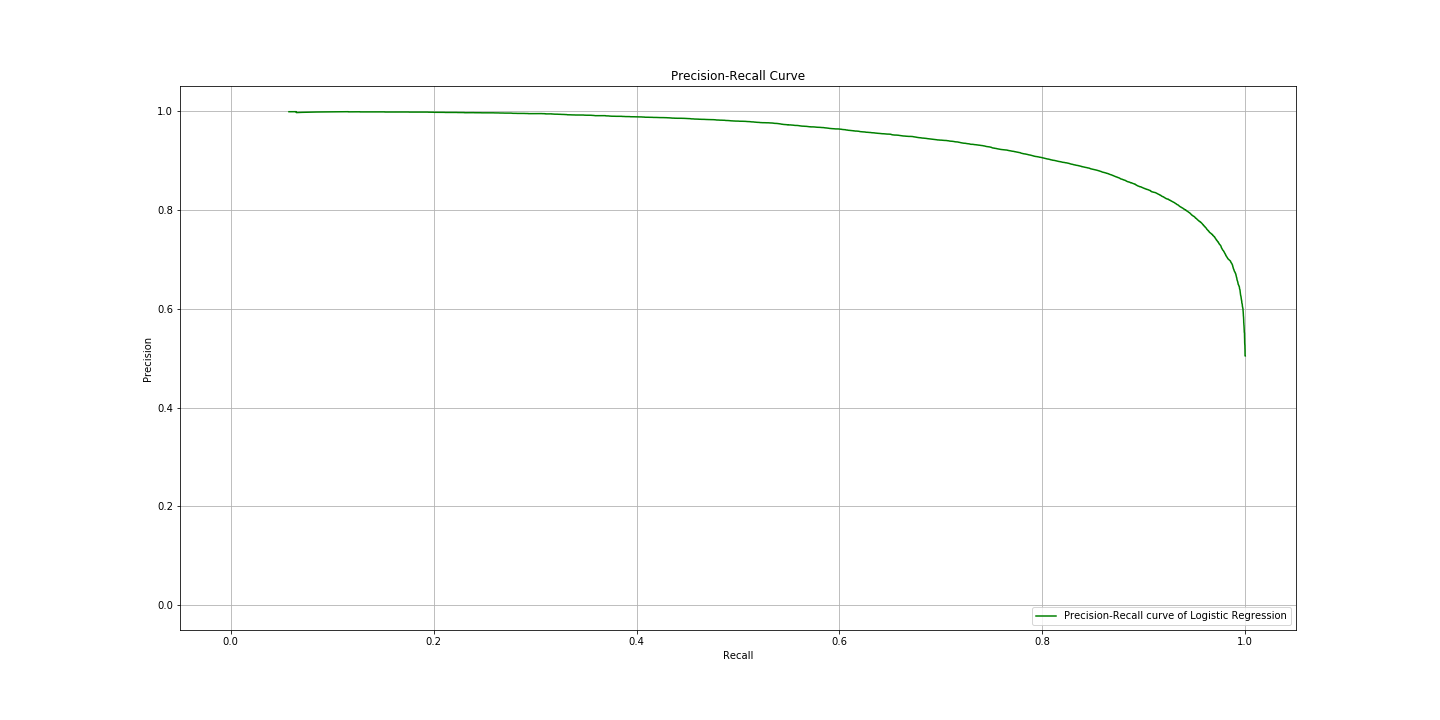 Precision-Recall Curve
1.0
0.8
0.6
0.4
0.2
0.0
Precision
Precision-Recall curve of Logistic Regression
0.0 0.2 0.4 0.6 0.8 1.0
Recall